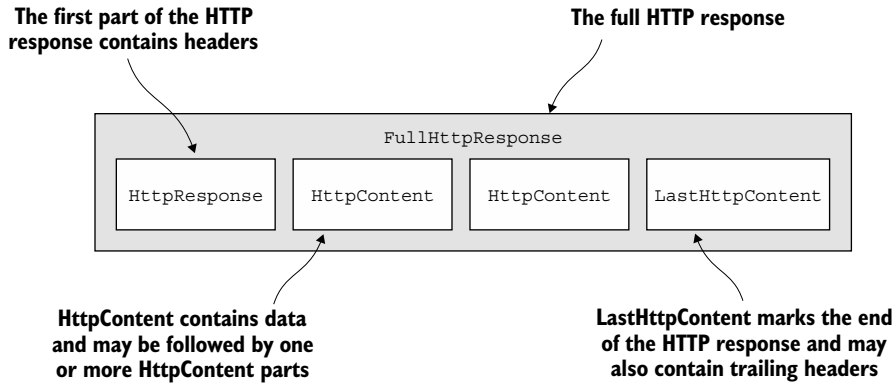 The first part of the HTTP
response contains headers
The full HTTP response
FullHttpResponse
HttpResponse
HttpContent
HttpContent
LastHttpContent
HttpContent contains data
and may be followed by one
or more HttpContent parts
LastHttpContent marks the end
of the HTTP response and may
also contain trailing headers